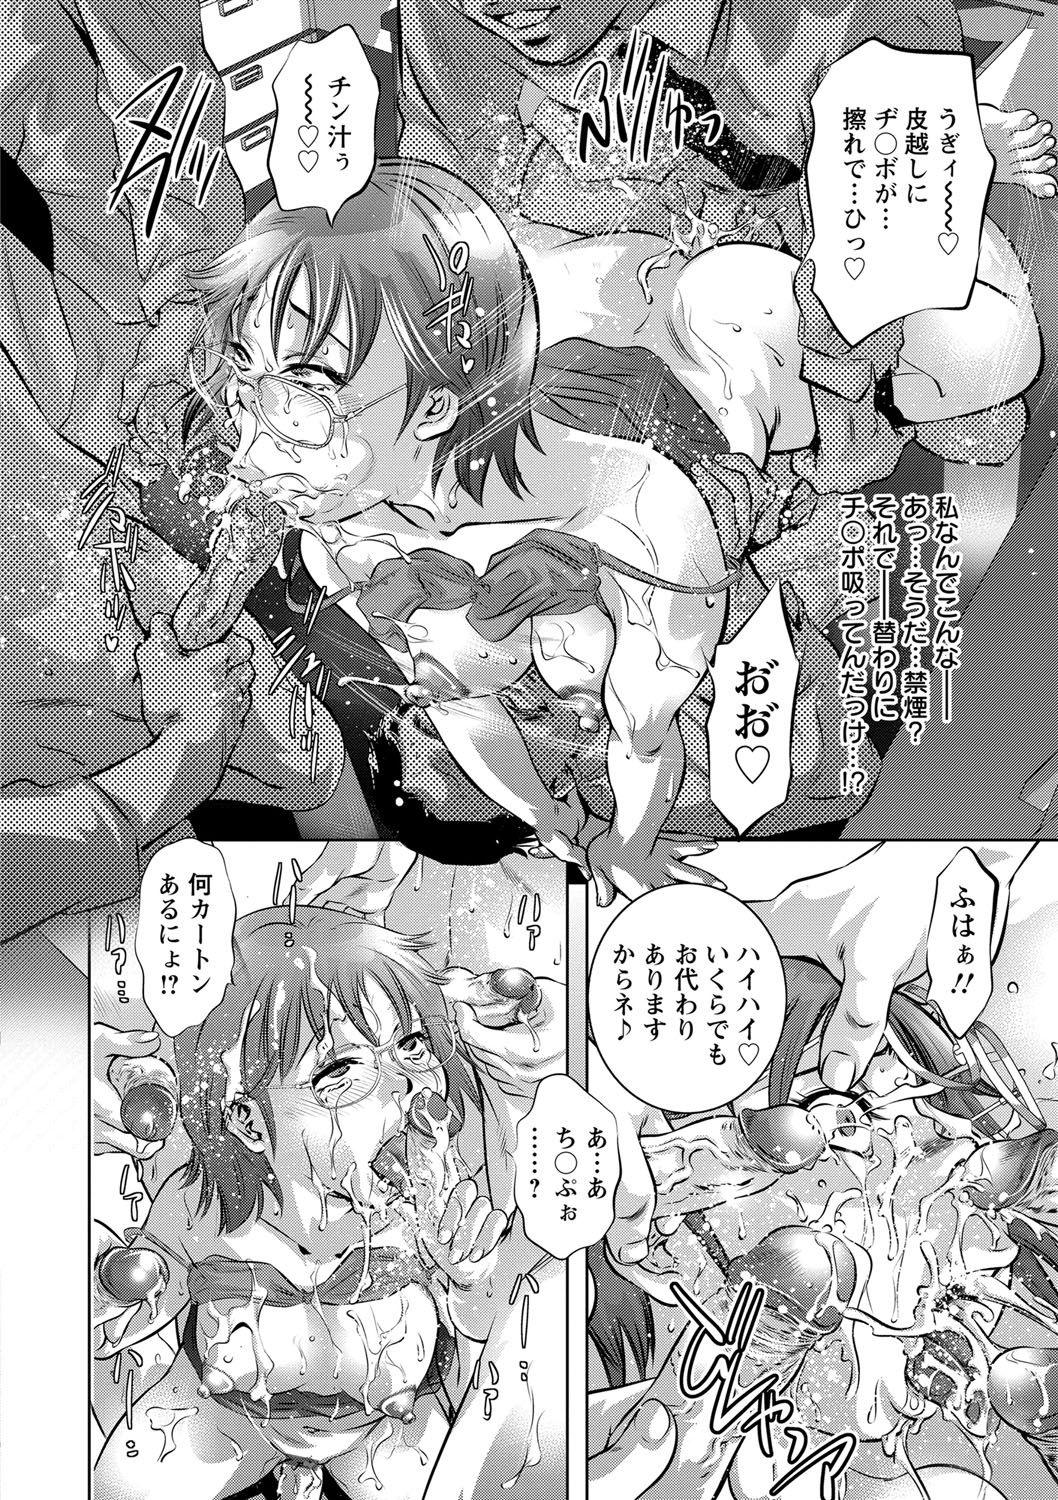 うぎィ～～～♡
皮越しに
ヂ○ボが…
擦れで…ひっ♡
チン汁ぅ
～～～♡♡
私なんでこんな――
あっ…そうだ…禁煙？
それで――替わりに
チ○ポ吸ってんだっけ…!?
おﾞおﾞ♡
ふはぁ!!
ハイハイ♡
いくらでも
お代わり
あります
からネ♪
あ…あ
ち○ぷぉ
……？
何カートン
あるにょ!?